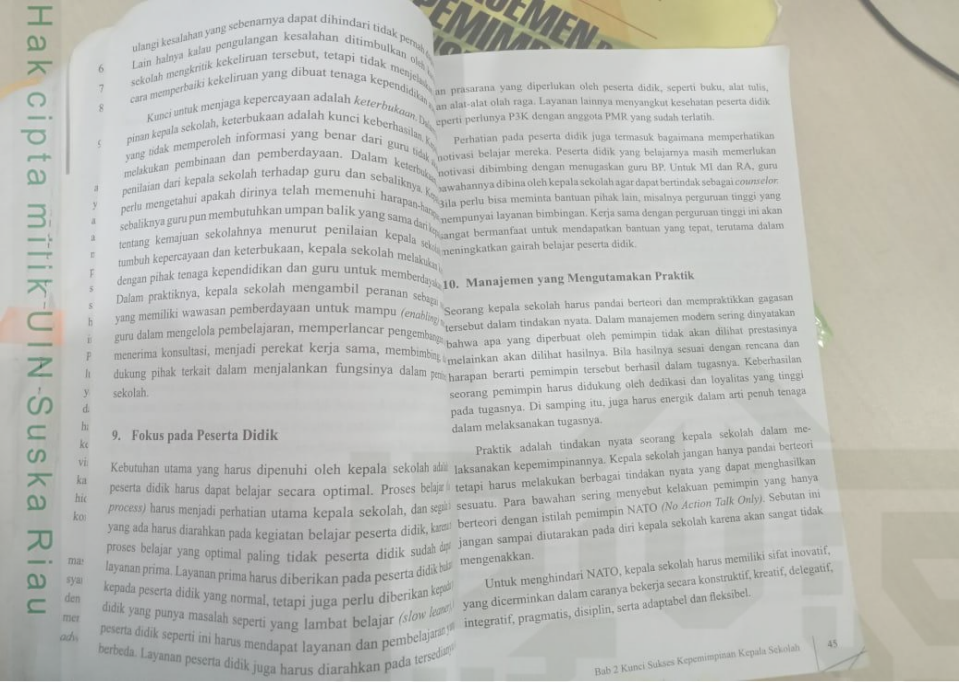 Hak cipta milik UIN Suska Riau
EMIMP
ulangi kesalahan yang sebenarnya dapat dihindari tidak pernah
Lain halnya kalau pengulangan kesalahan ditimbulkan oleh
sekolah mengkritik kekeliruan tersebut, tetapi tidak
cara memperbaiki kekeliruan yang dibuat tenaga kependidikan
Kunci untuk menjaga kepercayaan adalah keterbukaan.
pinan kepala sekolah, keterbukaan adalah kunci keberhasilan.
yang tidak memperoleh informasi yang benar dari guru tidak
melakukan pembinaan dan pemberdayaan. Dalam
penilaian dari kepala sekolah terhadap guru dan sebaliknya.
perlu mengetahui apakah dirinya telah memenuhi
sebaliknya guru pun membutuhkan umpan balik yang sama dari
tentang kemajuan sekolahnya menurut penilaian kepala
tumbuh kepercayaan dan keterbukaan, kepala sekolah
dengan pihak tenaga kependidikan dan guru untuk
Dalam praktiknya, kepala sekolah mengambil peranan sebagai
yang memiliki wawasan pemberdayaan untuk mampu (enabling)
guru dalam mengelola pembelajaran, memperlancar
menerima konsultasi, menjadi perekat kerja sama, membimbing
dukung pihak terkait dalam menjalankan fungsinya dalam
sekolah.
9. Fokus pada Peserta Didik
Kebutuhan utama yang harus dipenuhi oleh kepala sekolah
peserta didik harus dapat belajar secara optimal. Proses belajar
process) harus menjadi perhatian utama kepala sekolah, dan
yang ada harus diarahkan pada kegiatan belajar peserta didik,
proses belajar yang optimal paling tidak peserta didik sudah
layanan prima. Layanan prima harus diberikan pada peserta didik
kepada peserta didik yang normal, tetapi juga perlu diberikan
didik yang punya masalah seperti yang lambat belajar (slow
peserta didik seperti ini harus mendapat layanan dan pembelajaran
berbeda. Layanan peserta didik juga harus diarahkan pada
an prasarana yang diperlukan oleh peserta didik, seperti buku, alat tulis,
an alat-alat olah raga. Layanan lainnya menyangkut kesehatan peserta didik
eperti perlunya P3K dengan anggota PMR yang sudah terlatih.
Perhatian pada peserta didik juga termasuk bagaimana memperhatikan
notivasi belajar mereka. Peserta didik yang belajarnya masih memerlukan
notivasi dibimbing dengan menugaskan guru BP. Untuk MI dan RA, guru
bawahannya dibina oleh kepala sekolah agar dapat bertindak sebagai counselor.
Bila perlu bisa meminta bantuan pihak lain, misalnya perguruan tinggi yang
mempunyai layanan bimbingan. Kerja sama dengan perguruan tinggi ini akan
sangat bermanfaat untuk mendapatkan bantuan yang tepat, terutama dalam
meningkatkan gairah belajar peserta didik.
10. Manajemen yang Mengutamakan Praktik
Seorang kepala sekolah harus pandai berteori dan mempraktikkan gagasan
tersebut dalam tindakan nyata. Dalam manajemen modern sering dinyatakan
bahwa apa yang diperbuat oleh pemimpin tidak akan dilihat prestasinya
melainkan akan dilihat hasilnya. Bila hasilnya sesuai dengan rencana dan
harapan berarti pemimpin tersebut berhasil dalam tugasnya. Keberhasilan
seorang pemimpin harus didukung oleh dedikasi dan loyalitas yang tinggi
pada tugasnya. Di samping itu, juga harus energik dalam arti penuh tenaga
dalam melaksanakan tugasnya.
Praktik adalah tindakan nyata seorang kepala sekolah dalam me-
laksanakan kepemimpinannya. Kepala sekolah jangan hanya pandai berteori
tetapi harus melakukan berbagai tindakan nyata yang dapat menghasilkan
sesuatu. Para bawahan sering menyebut kelakuan pemimpin yang hanya
berteori dengan istilah pemimpin NATO (No Action Talk Only). Sebutan ini
jangan sampai diutarakan pada diri kepala sekolah karena akan sangat tidak
mengenakkan.
Untuk menghindari NATO, kepala sekolah harus memiliki sifat inovatif,
yang dicerminkan dalam caranya bekerja secara konstruktif, kreatif, delegatif,
integratif, pragmatis, disiplin, serta adaptabel dan fleksibel.
Bab 2 Kunci Sukses Kepemimpinan Kepala Sekolah 45